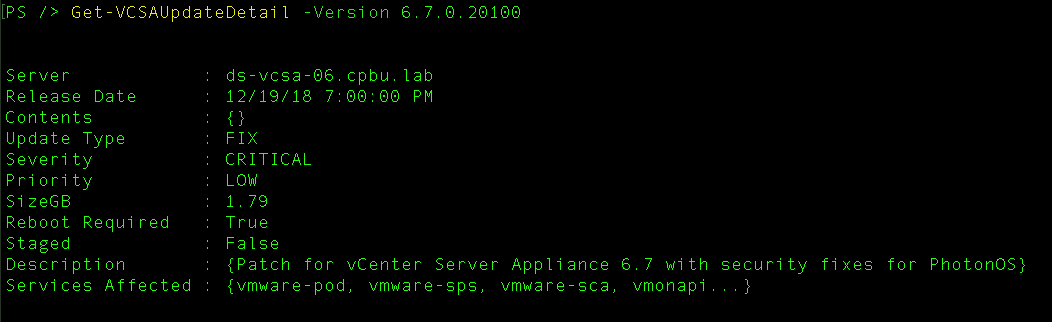 [PS /> Get-VCSAUpdateDetail -Version 6.7.0.20100
Server : ds-vcsa-06.cpbu.lab
Release Date : 12/19/18 7:00:00 PM
Contents : {}
Update Type : FIX
Severity : CRITICAL
Priority : LOW
SizeGB : 1.79
Reboot Required : True
Staged : False
Description : {Patch for vCenter Server Appliance 6.7 with security fixes for PhotonOS}
Services Affected : {vmware-pod, vmware-sps, vmware-sca, vmonapi...}